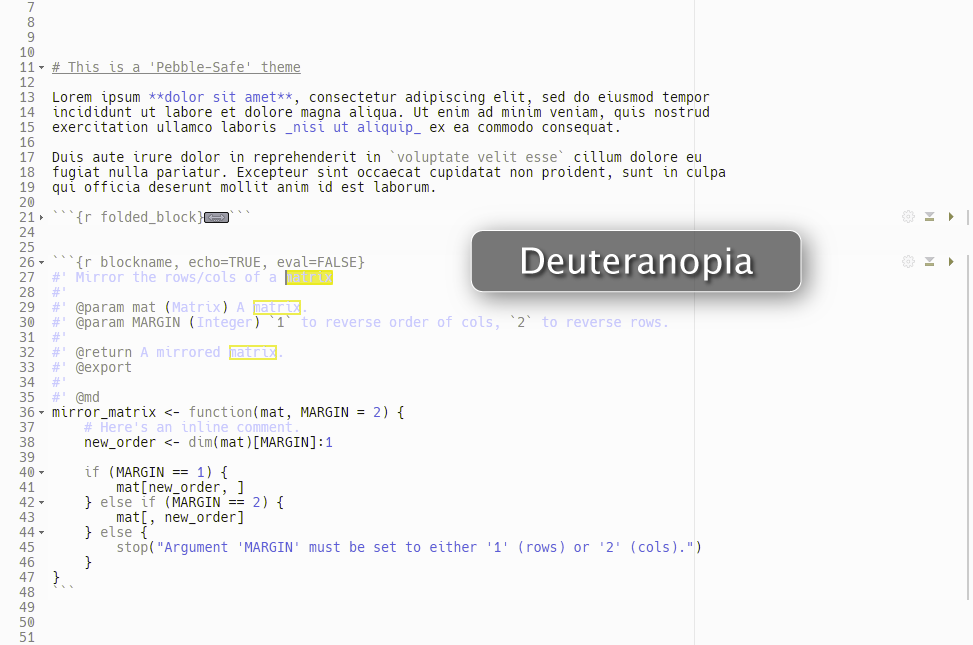 7
8
9
10
11 # This is a 'Pebble-Safe' theme
12
13 Lorem ipsum **dolor sit amet**, consectetur adipiscing elit, sed do eiusmod tempor
14 incididunt ut labore et dolore magna aliqua. Ut enim ad minim veniam, quis nostrud
15 exercitation ullamco laboris _nisi ut aliquip_ ex ea commodo consequat.
16
17 Duis aute irure dolor in reprehenderit in `voluptate velit esse` cillum dolore eu
18 fugiat nulla pariatur. Excepteur sint occaecat cupidatat non proident, sunt in culpa
19 qui officia deserunt mollit anim id est laborum.
20
21 ```{r folded_block}```
24
25
Deuteranopia
26 ```{r blockname, echo=TRUE, eval=FALSE}
27 #' Mirror the rows/cols of a matrix
28 #'
29 #' @param mat (Matrix) A matrix.
30 #' @param MARGIN (Integer) `1` to reverse order of cols, `2` to reverse rows.
31 #'
32 #' @return A mirrored matrix.
33 #' @export
34 #'
35 #' @md
36 mirror_matrix <- function(mat, MARGIN = 2) {
37     # Here's an inline comment.
38     new_order <- dim(mat)[MARGIN]:1
39
40     if (MARGIN == 1) {
41         mat[new_order, ]
42     } else if (MARGIN == 2) {
43         mat[, new_order]
44     } else {
45         stop("Argument 'MARGIN' must be set to either '1' (rows) or '2' (cols).")
46     }
47 }
48 ```
49
50
51